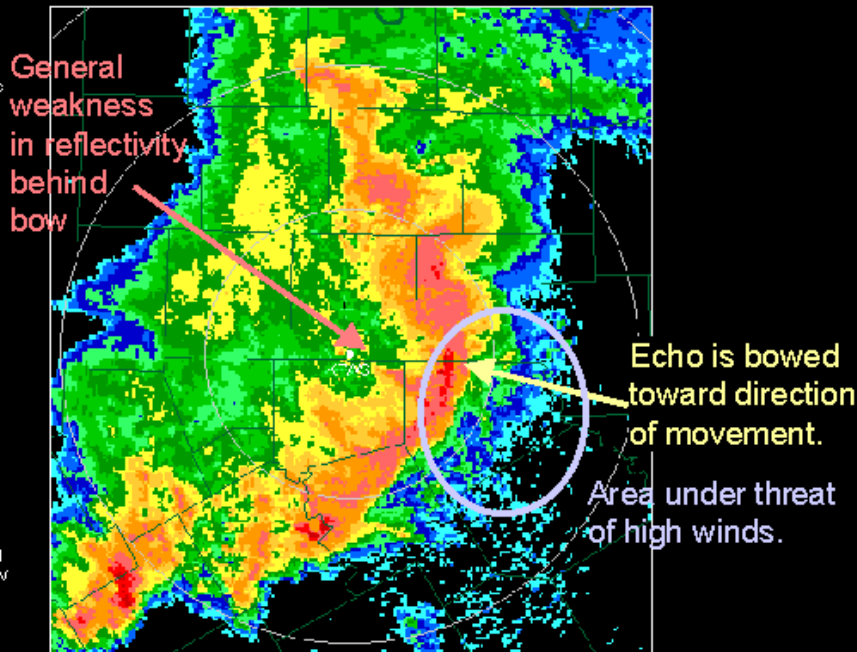 General
weakness
in reflectivity
behind
bow
Echo is bowed
toward direction
of movement.
Area under threat
of high winds.